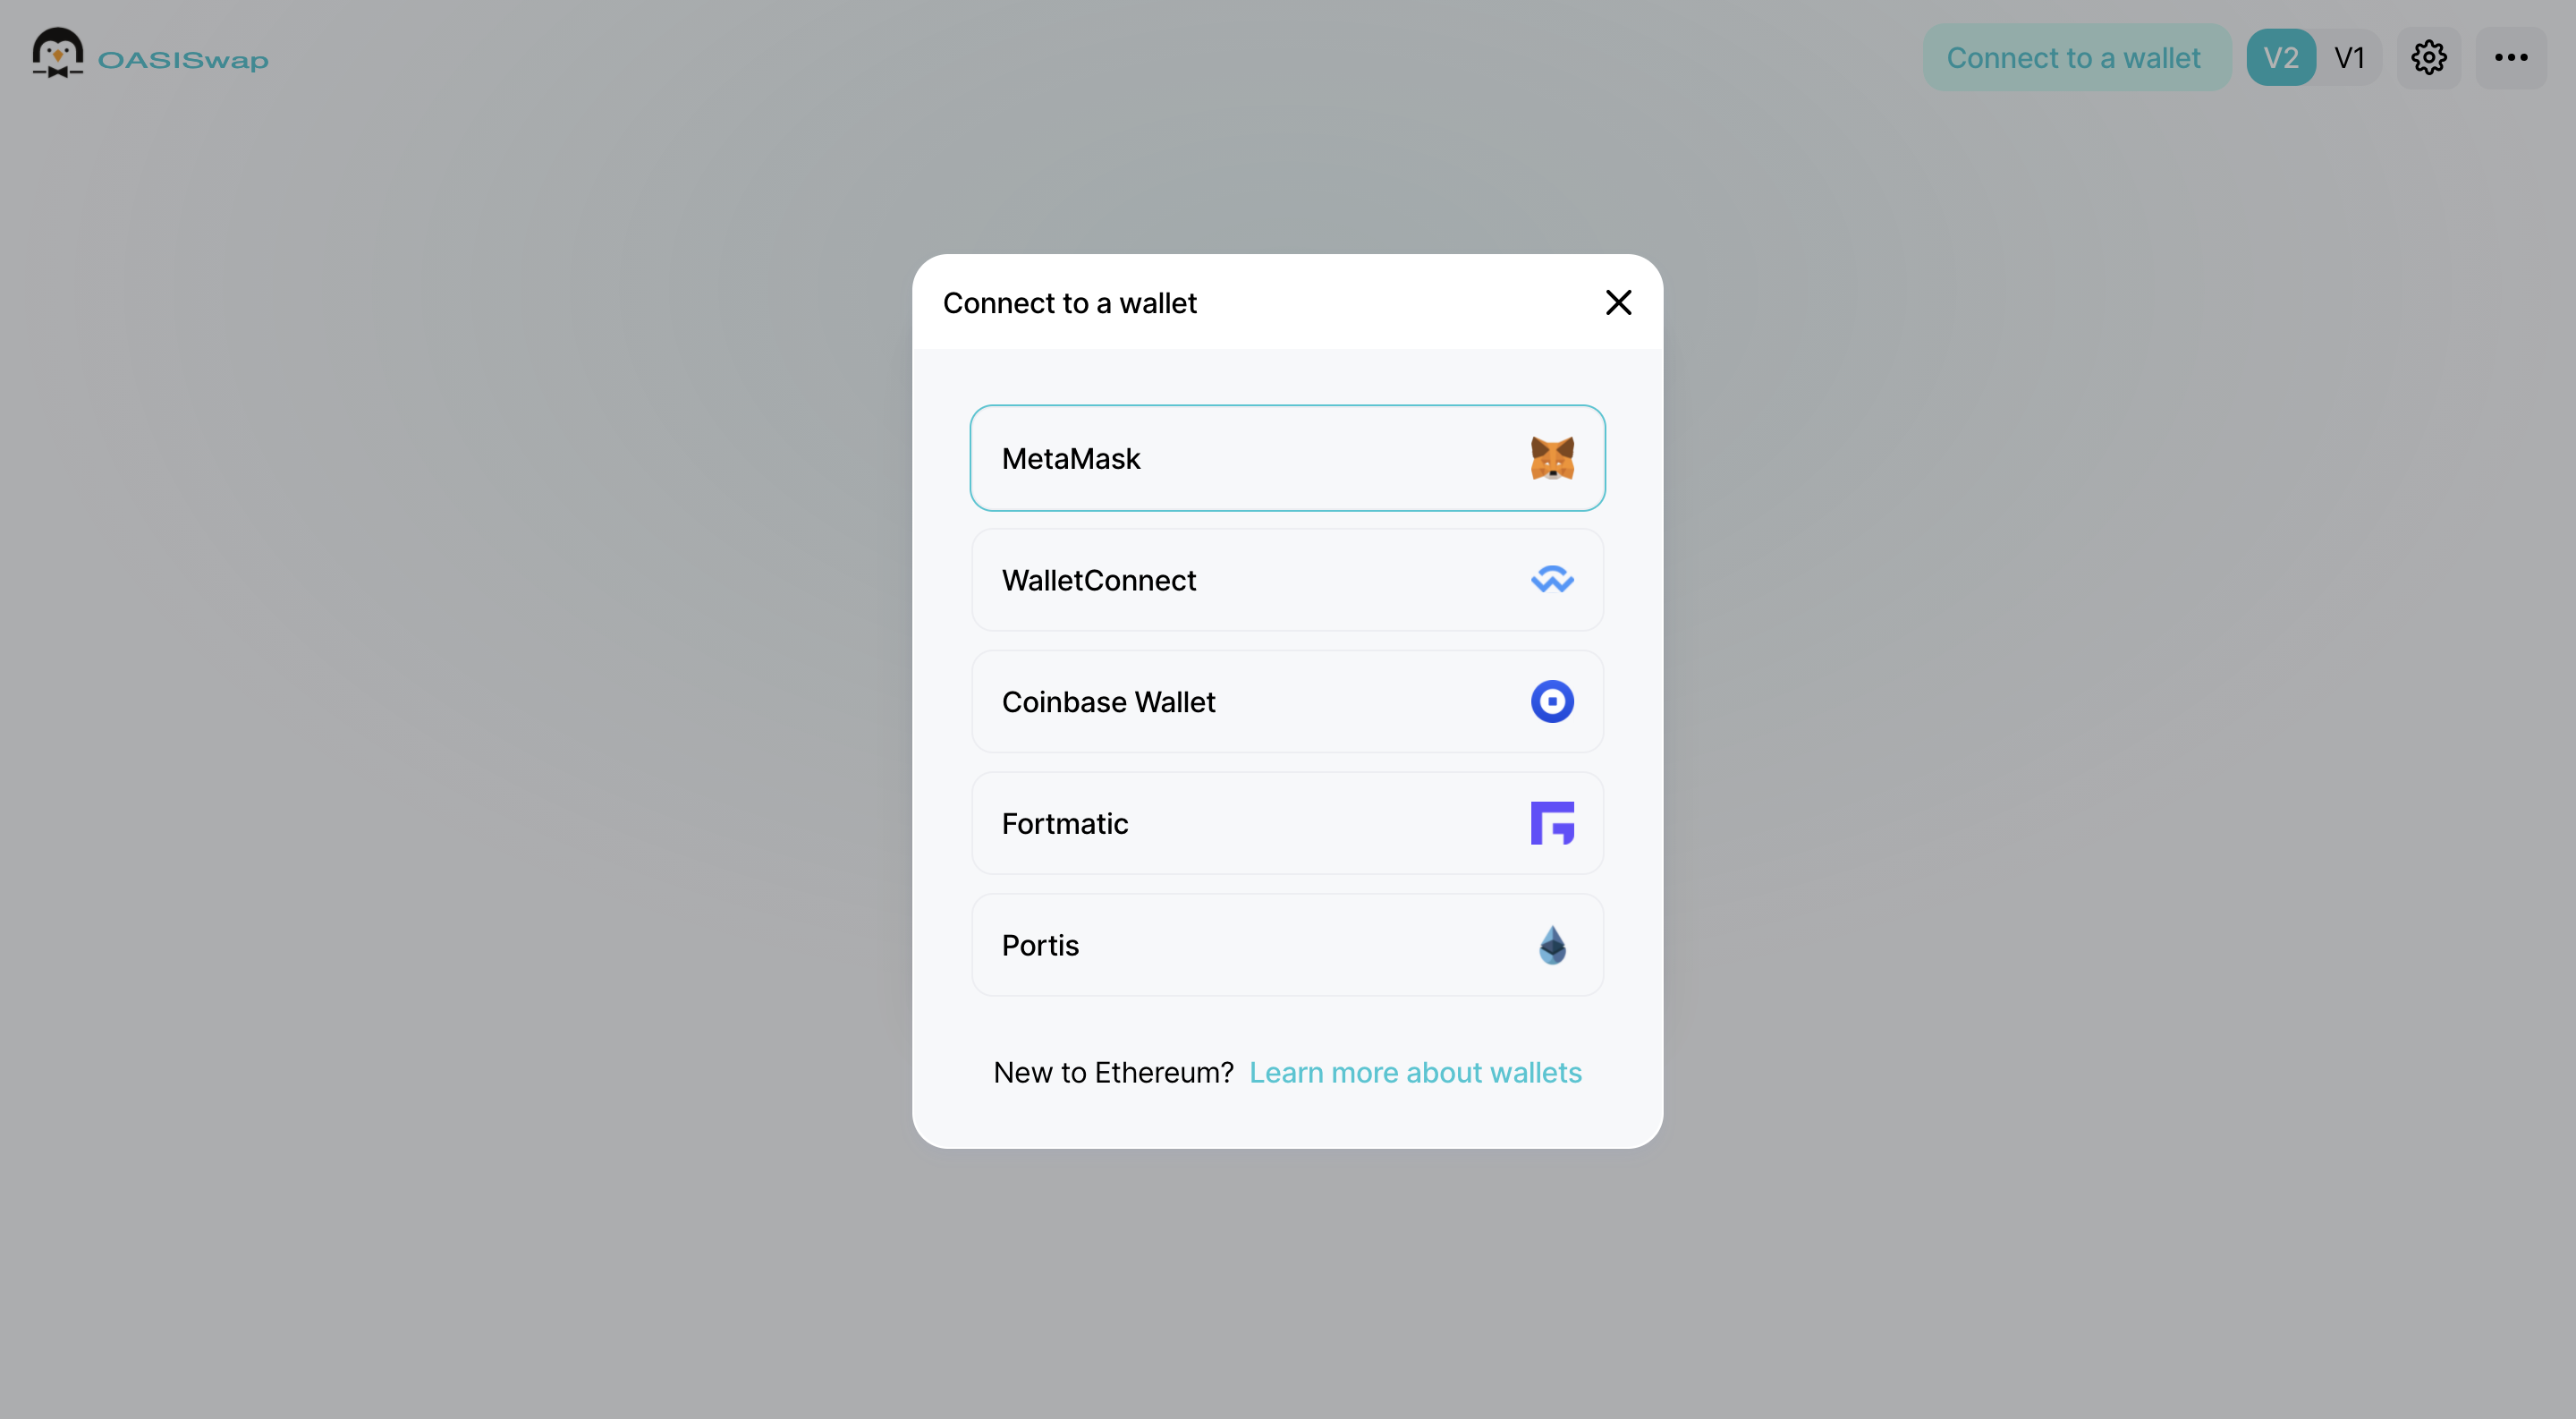 OASISwap
Connect to a wallet
V2
V1
Connect to a wallet
MetaMask
WalletConnect
Coinbase Wallet
Fortmatic
Portis
New to Ethereum? Learn more about wallets